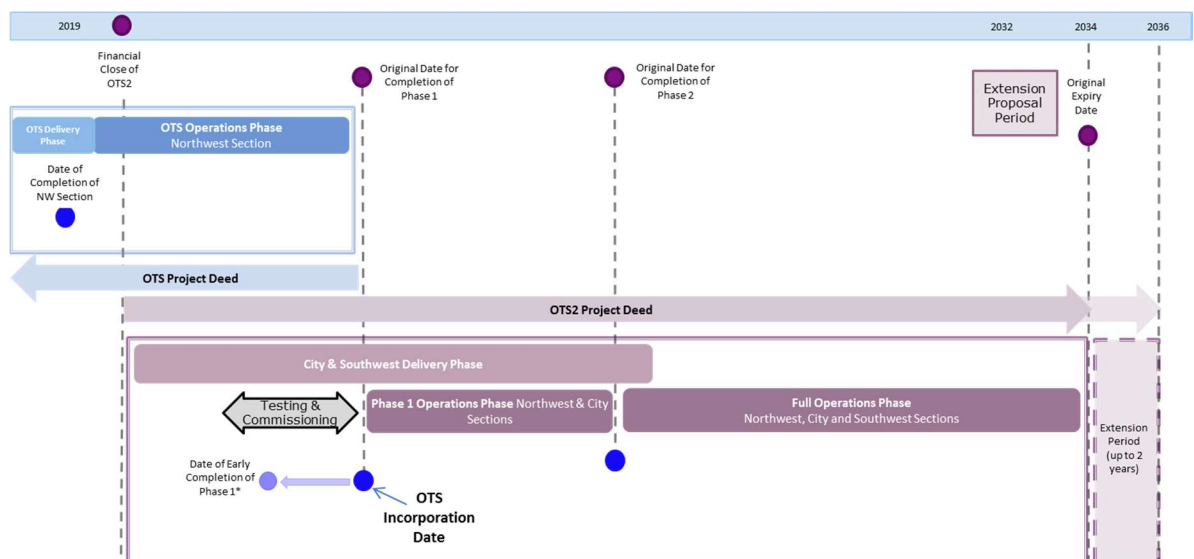 2019
2032
2034
2036
Financial
Close of
OTS2
Original Date for
Completion of
Phase 1
Original Date for
Completion of
Phase 2
Extension
Proposal
Period
Original
Expiry
Date
OTS Delivery
Phase
OTS Operations Phase
Northwest Section
Date of
Completion of
NW Section
OTS Project Deed
OTS2 Project Deed
City & Southwest Delivery Phase
Testing &
Commissioning
Phase 1 Operations Phase Northwest & City
Sections
Full Operations Phase
Northwest, City and Southwest Sections
Extension
Period
(up to 2
years)
Date of Early
Completion of
Phase 1*
OTS
Incorporation
Date